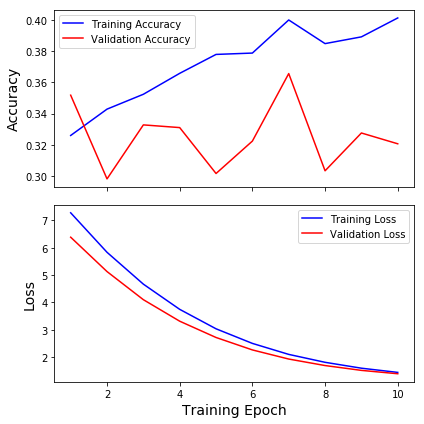 Training Accuracy
Validation Accuracy
Accuracy
0.40
0.38
0.36
0.34
0.32
0.30
Training Loss
Validation Loss
Loss
7
6
5
4
3
2
2 4 6 8 10
Training Epoch